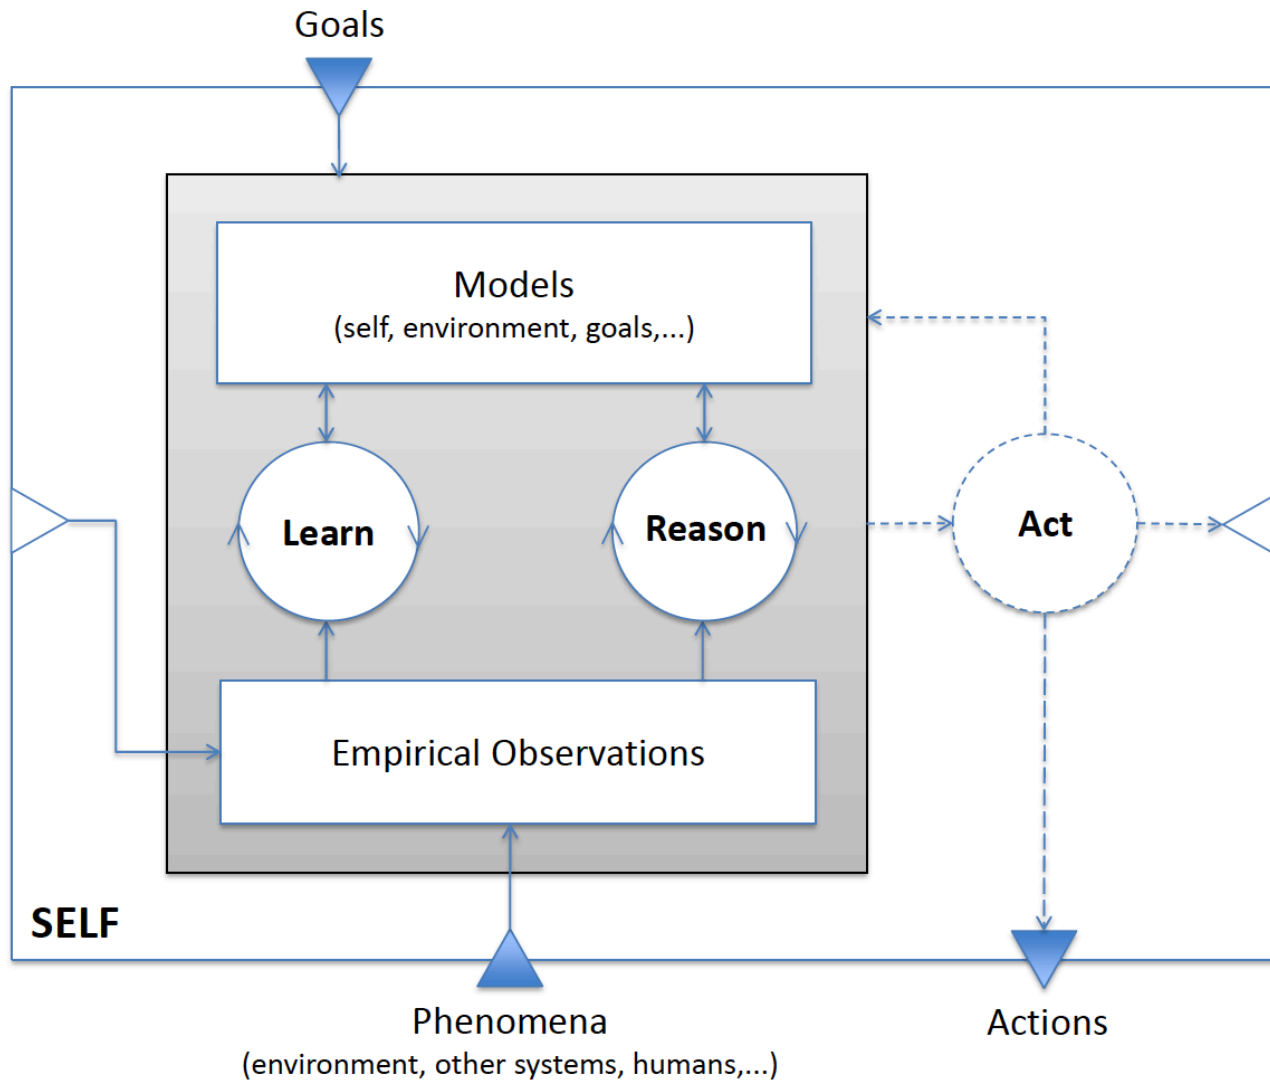 Goals
Models
(self, environment, goals,...)
Learn
Reason
Act
Empirical Observations
SELF
Phenomena
(environment, other systems, humans,...)
Actions